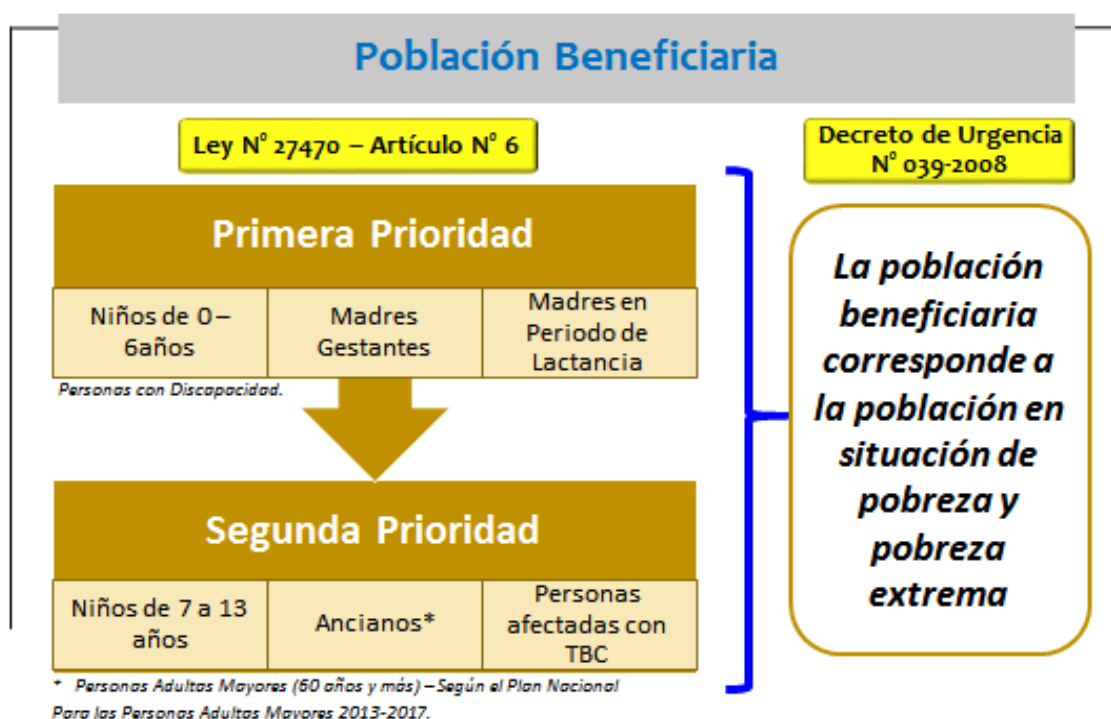 Población Beneficiaria
Ley N° 27470 – Artículo N° 6
Primera Prioridad
Niños de 0 –
6años
Madres
Gestantes
Madres en
Periodo de
Lactancia
Personas con Discapacidad.
Segunda Prioridad
Niños de 7 a 13
años
Ancianos*
Personas
afectadas con
TBC
* Personas Adultas Mayores (60 años y más) – Según el Plan Nacional
Para las Personas Adultas Mayores 2013-2017.
Decreto de Urgencia
N° 039-2008
La población
beneficiaria
corresponde a
la población en
situación de
pobreza y
pobreza
extrema